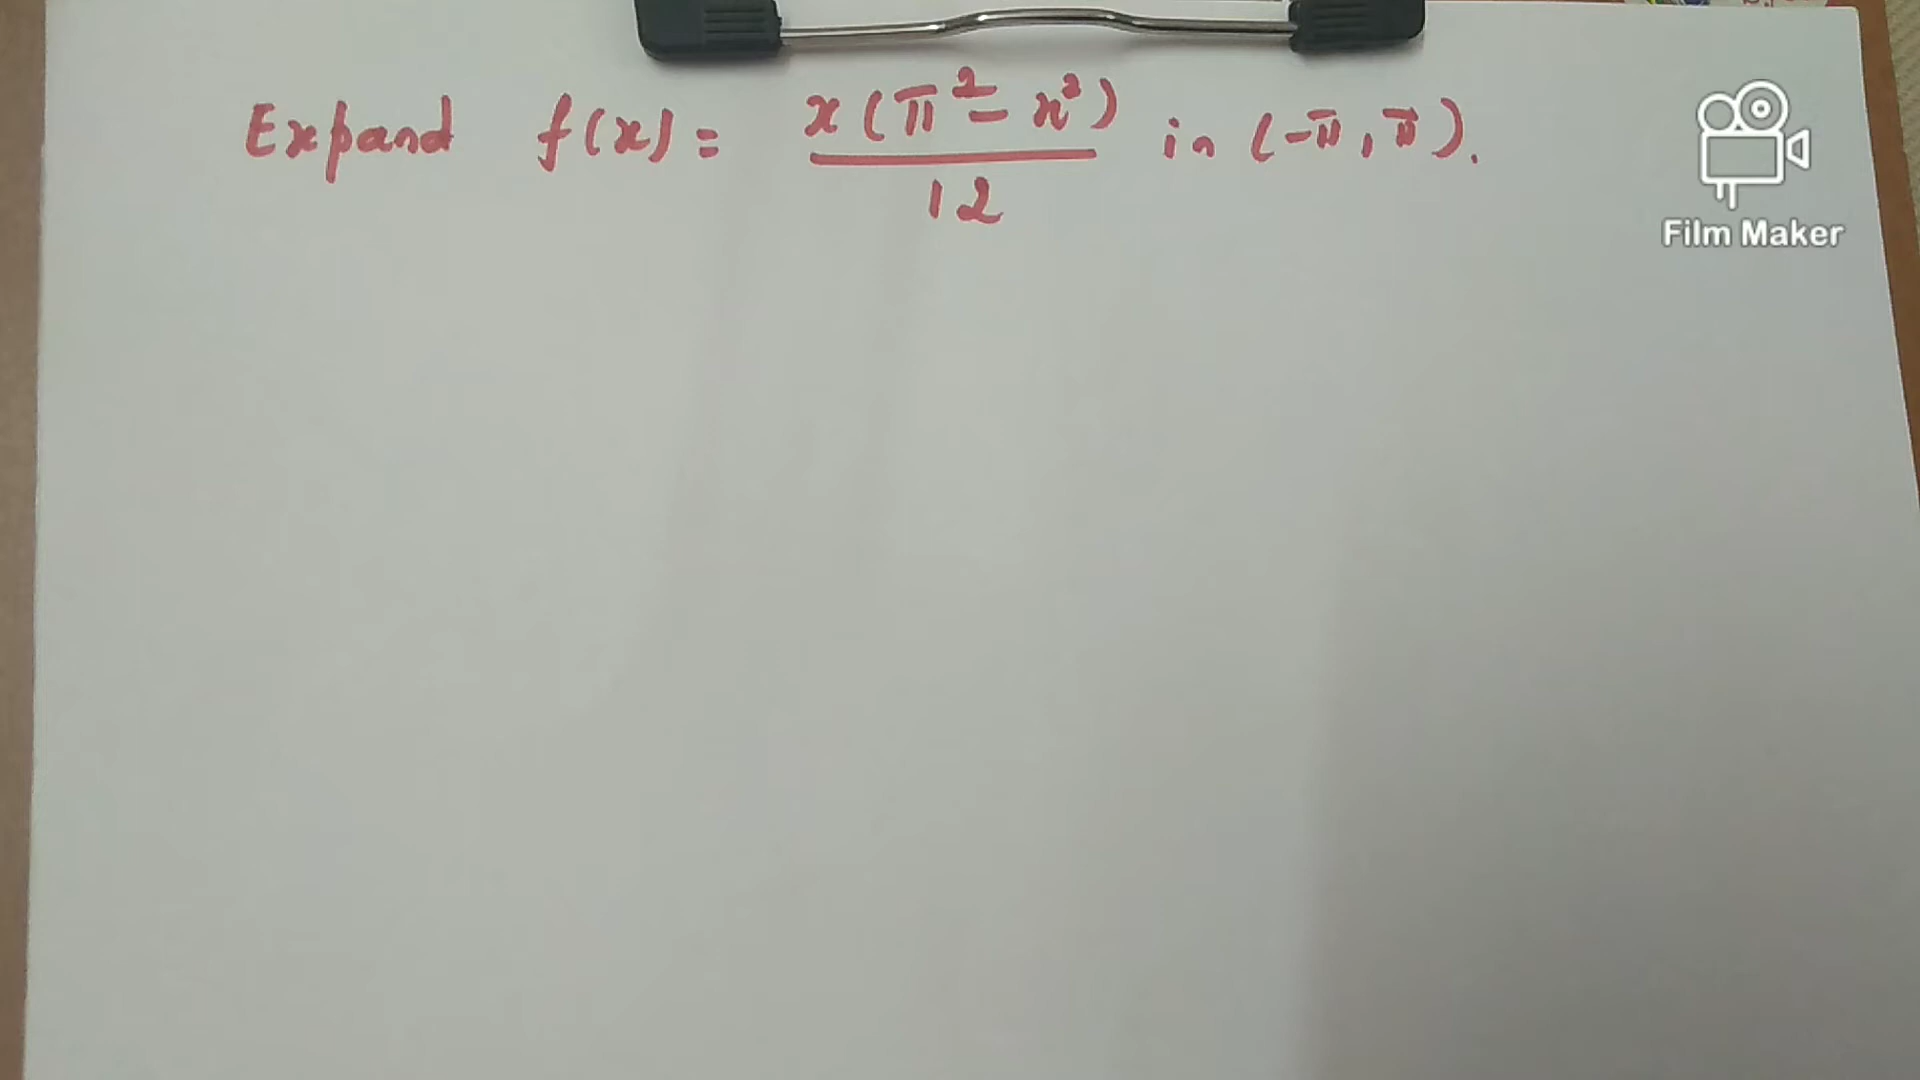 Expand f(x) = x(π² - x²)/12 in (-π, π).
Film Maker